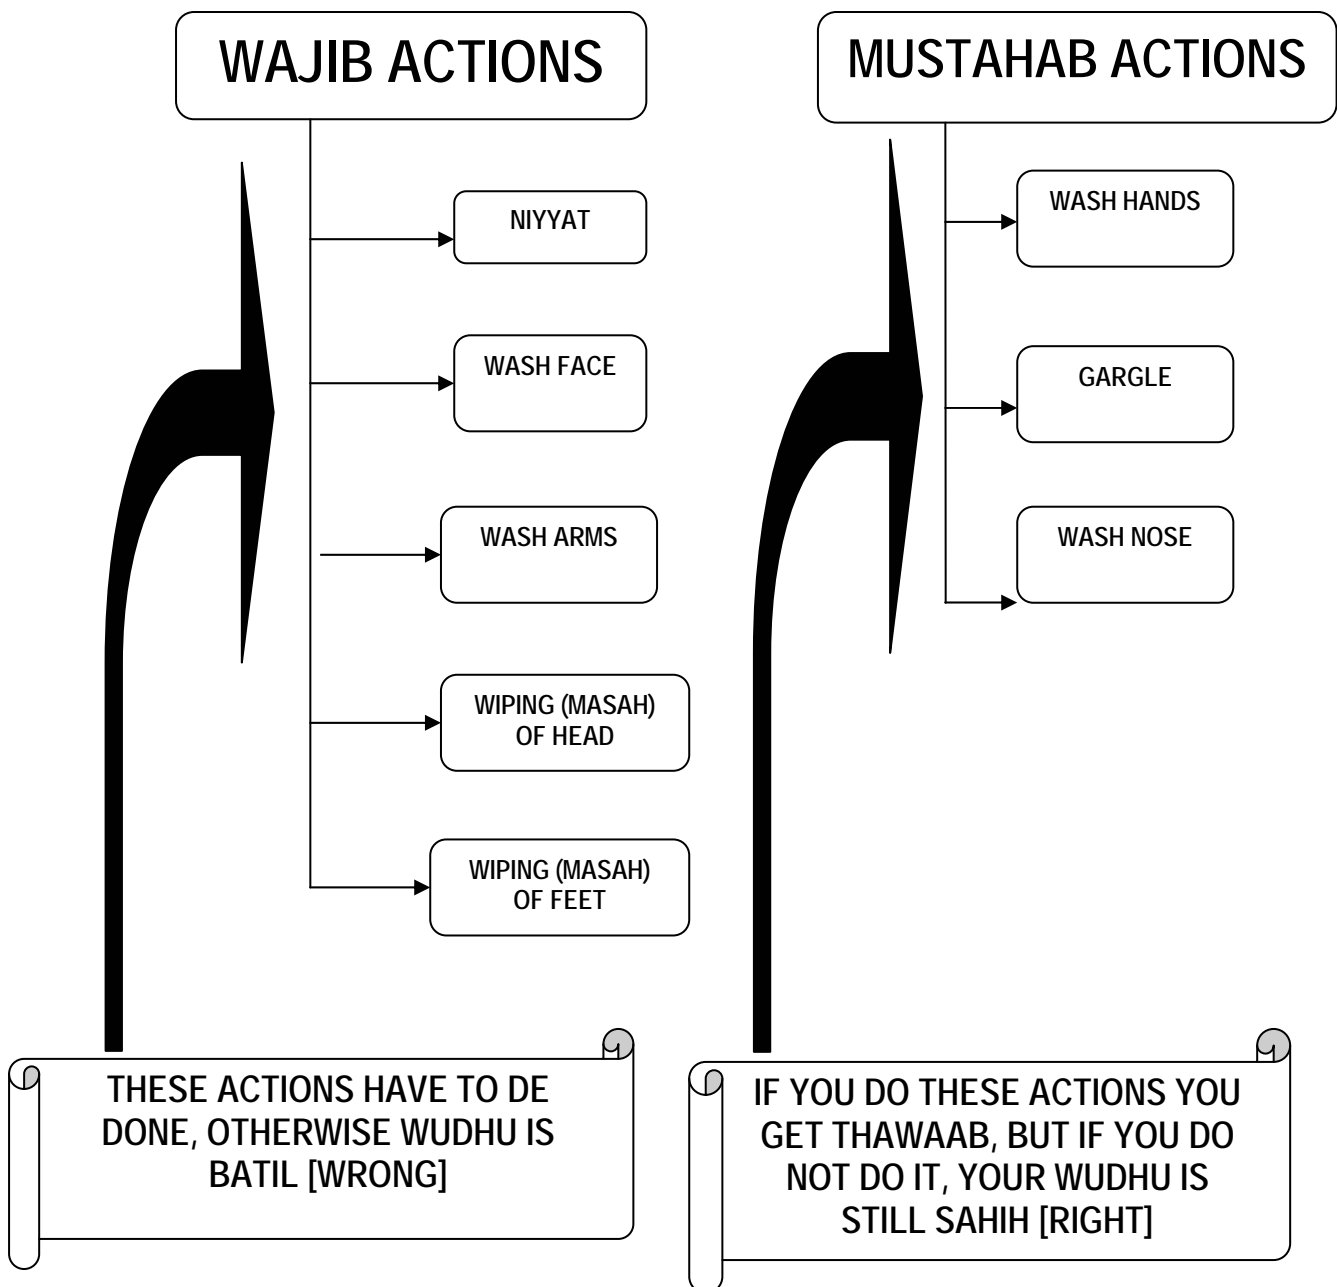 WAJIB ACTIONS
NIYYAT
WASH FACE
WASH ARMS
WIPING (MASAH)
OF HEAD
WIPING (MASAH)
OF FEET
THESE ACTIONS HAVE TO DE
DONE, OTHERWISE WUDHU IS
BATIL [WRONG]
MUSTAHAB ACTIONS
WASH HANDS
GARGLE
WASH NOSE
IF YOU DO THESE ACTIONS YOU
GET THAWAAB, BUT IF YOU DO
NOT DO IT, YOUR WUDHU IS
STILL SAHIH [RIGHT]